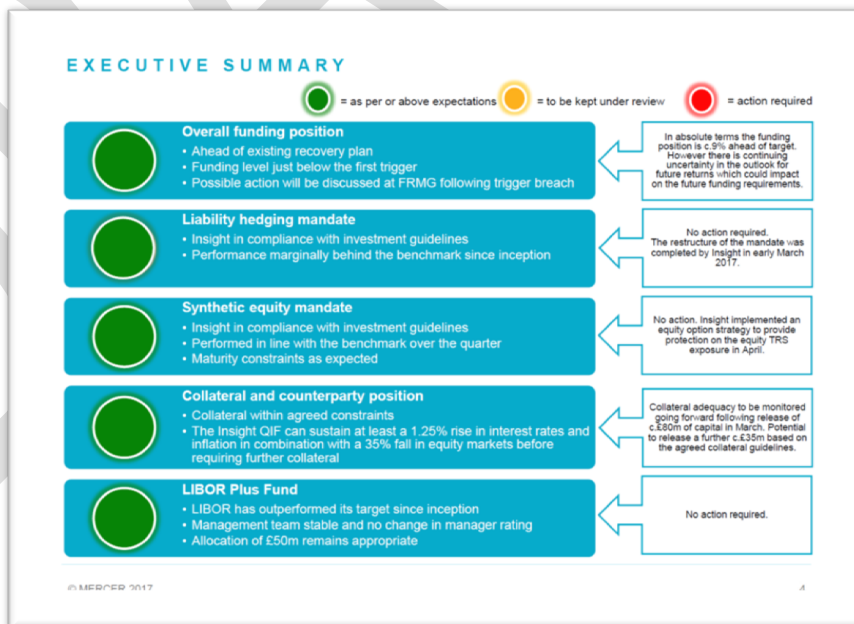 EXECUTIVE SUMMARY
= as per or above expectations
= to be kept under review
= action required
Overall funding position
• Ahead of existing recovery plan
• Funding level just below the first trigger
• Possible action will be discussed at FRMG following trigger breach
In absolute terms the funding
position is c.9% ahead of target.
However there is continuing
uncertainty in the outlook for
future returns which could impact
on the future funding requirements.
Liability hedging mandate
• Insight in compliance with investment guidelines
• Performance marginally behind the benchmark since inception
No action required.
The restructure of the mandate was
completed by Insight in early March
2017.
Synthetic equity mandate
• Insight in compliance with investment guidelines
• Performed in line with the benchmark over the quarter
• Maturity constraints as expected
No action. Insight implemented an
equity option strategy to provide
protection on the equity TRS
exposure in April.
Collateral and counterparty position
• Collateral within agreed constraints
• The Insight QIF can sustain at least a 1.25% rise in interest rates and
inflation in combination with a 35% fall in equity markets before
requiring further collateral
Collateral adequacy to be monitored
going forward following release of
c.£80m of capital in March. Potential
to release a further c.£35m based on
the agreed collateral guidelines.
LIBOR Plus Fund
• LIBOR has outperformed its target since inception
• Management team stable and no change in manager rating
• Allocation of £50m remains appropriate
No action required.
© MERCER 2017
4